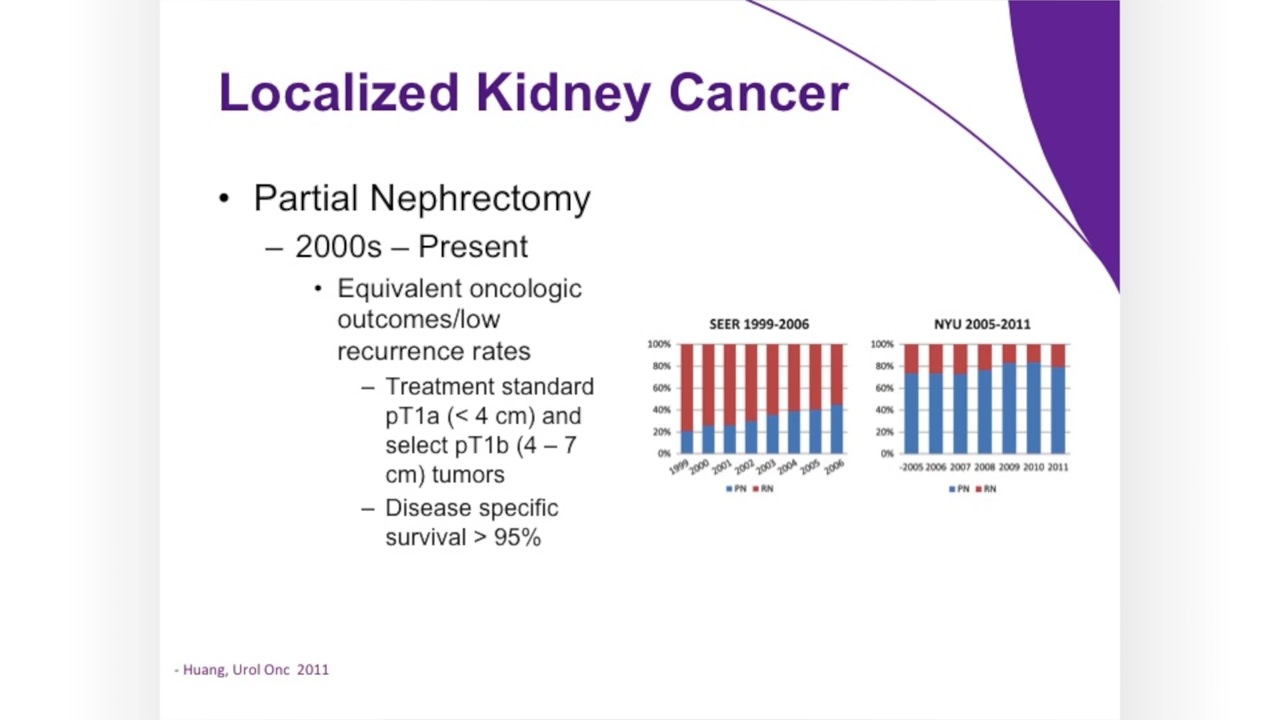 Localized Kidney Cancer
• Partial Nephrectomy
– 2000s – Present
• Equivalent oncologic
outcomes/low
recurrence rates
– Treatment standard
pT1a (< 4 cm) and
select pT1b (4 – 7
cm) tumors
– Disease specific
survival > 95%
SEER 1999-2006
100%
80%
60%
40%
20%
0%
1999 2000 2001 2002 2003 2004 2005 2006
PN RN
NYU 2005-2011
100%
80%
60%
40%
20%
0%
-2005 2006 2007 2008 2009 2010 2011
PN RN
- Huang, Urol Onc 2011